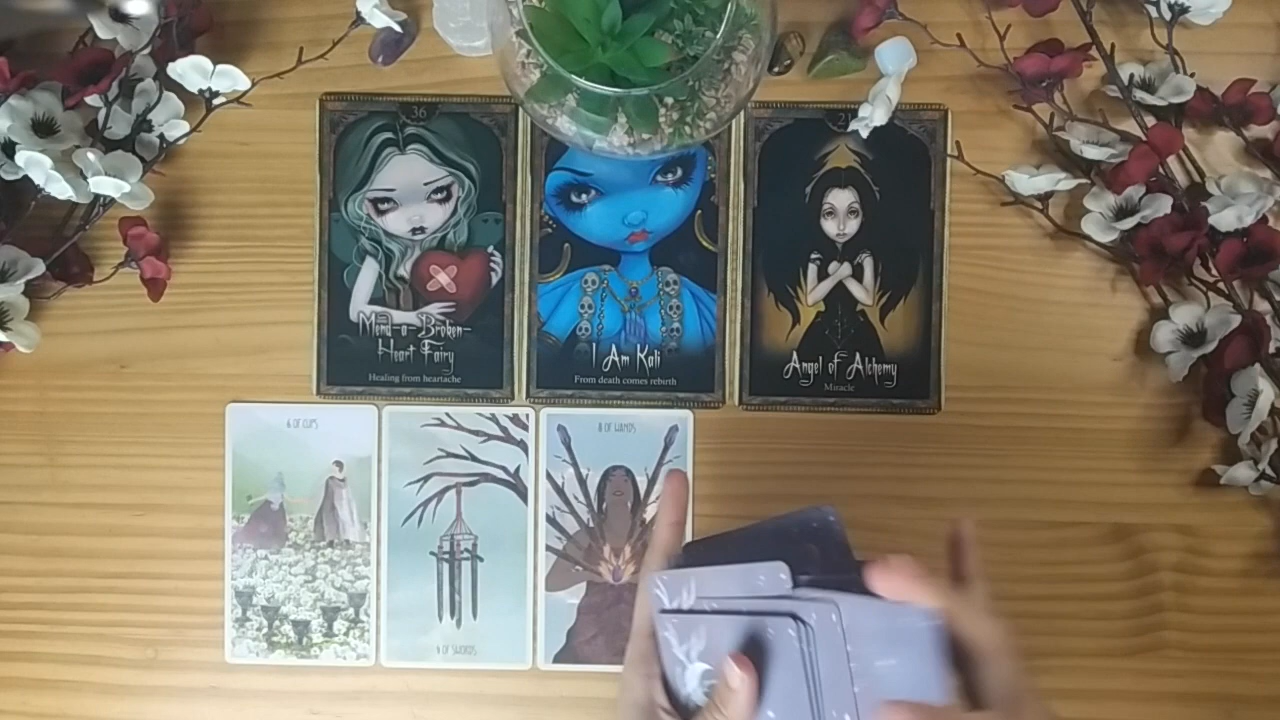 36
21
Mend-a-Broken-
Heart Fairy
Healing from heartache
I Am Kali
From death comes rebirth
Angel of Alchemy
Miracle
6 OF CUPS
8 OF WANDS
OF SWORDS